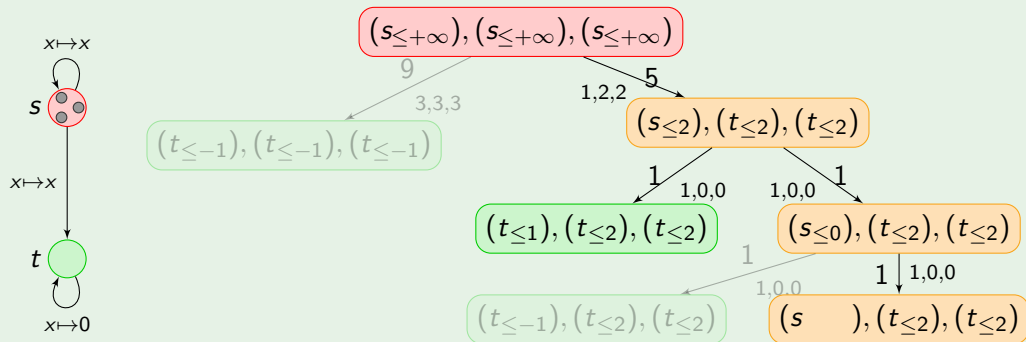 x↦x
s
x↦x
t
x↦0
(s≤+∞), (s≤+∞), (s≤+∞)
9
3,3,3
5
1,2,2
(t≤−1), (t≤−1), (t≤−1)
(s≤2), (t≤2), (t≤2)
1
1,0,0
1
1,0,0
(t≤1), (t≤2), (t≤2)
(s≤0), (t≤2), (t≤2)
1
1,0,0
1
1,0,0
(t≤−1), (t≤2), (t≤2)
(s ), (t≤2), (t≤2)